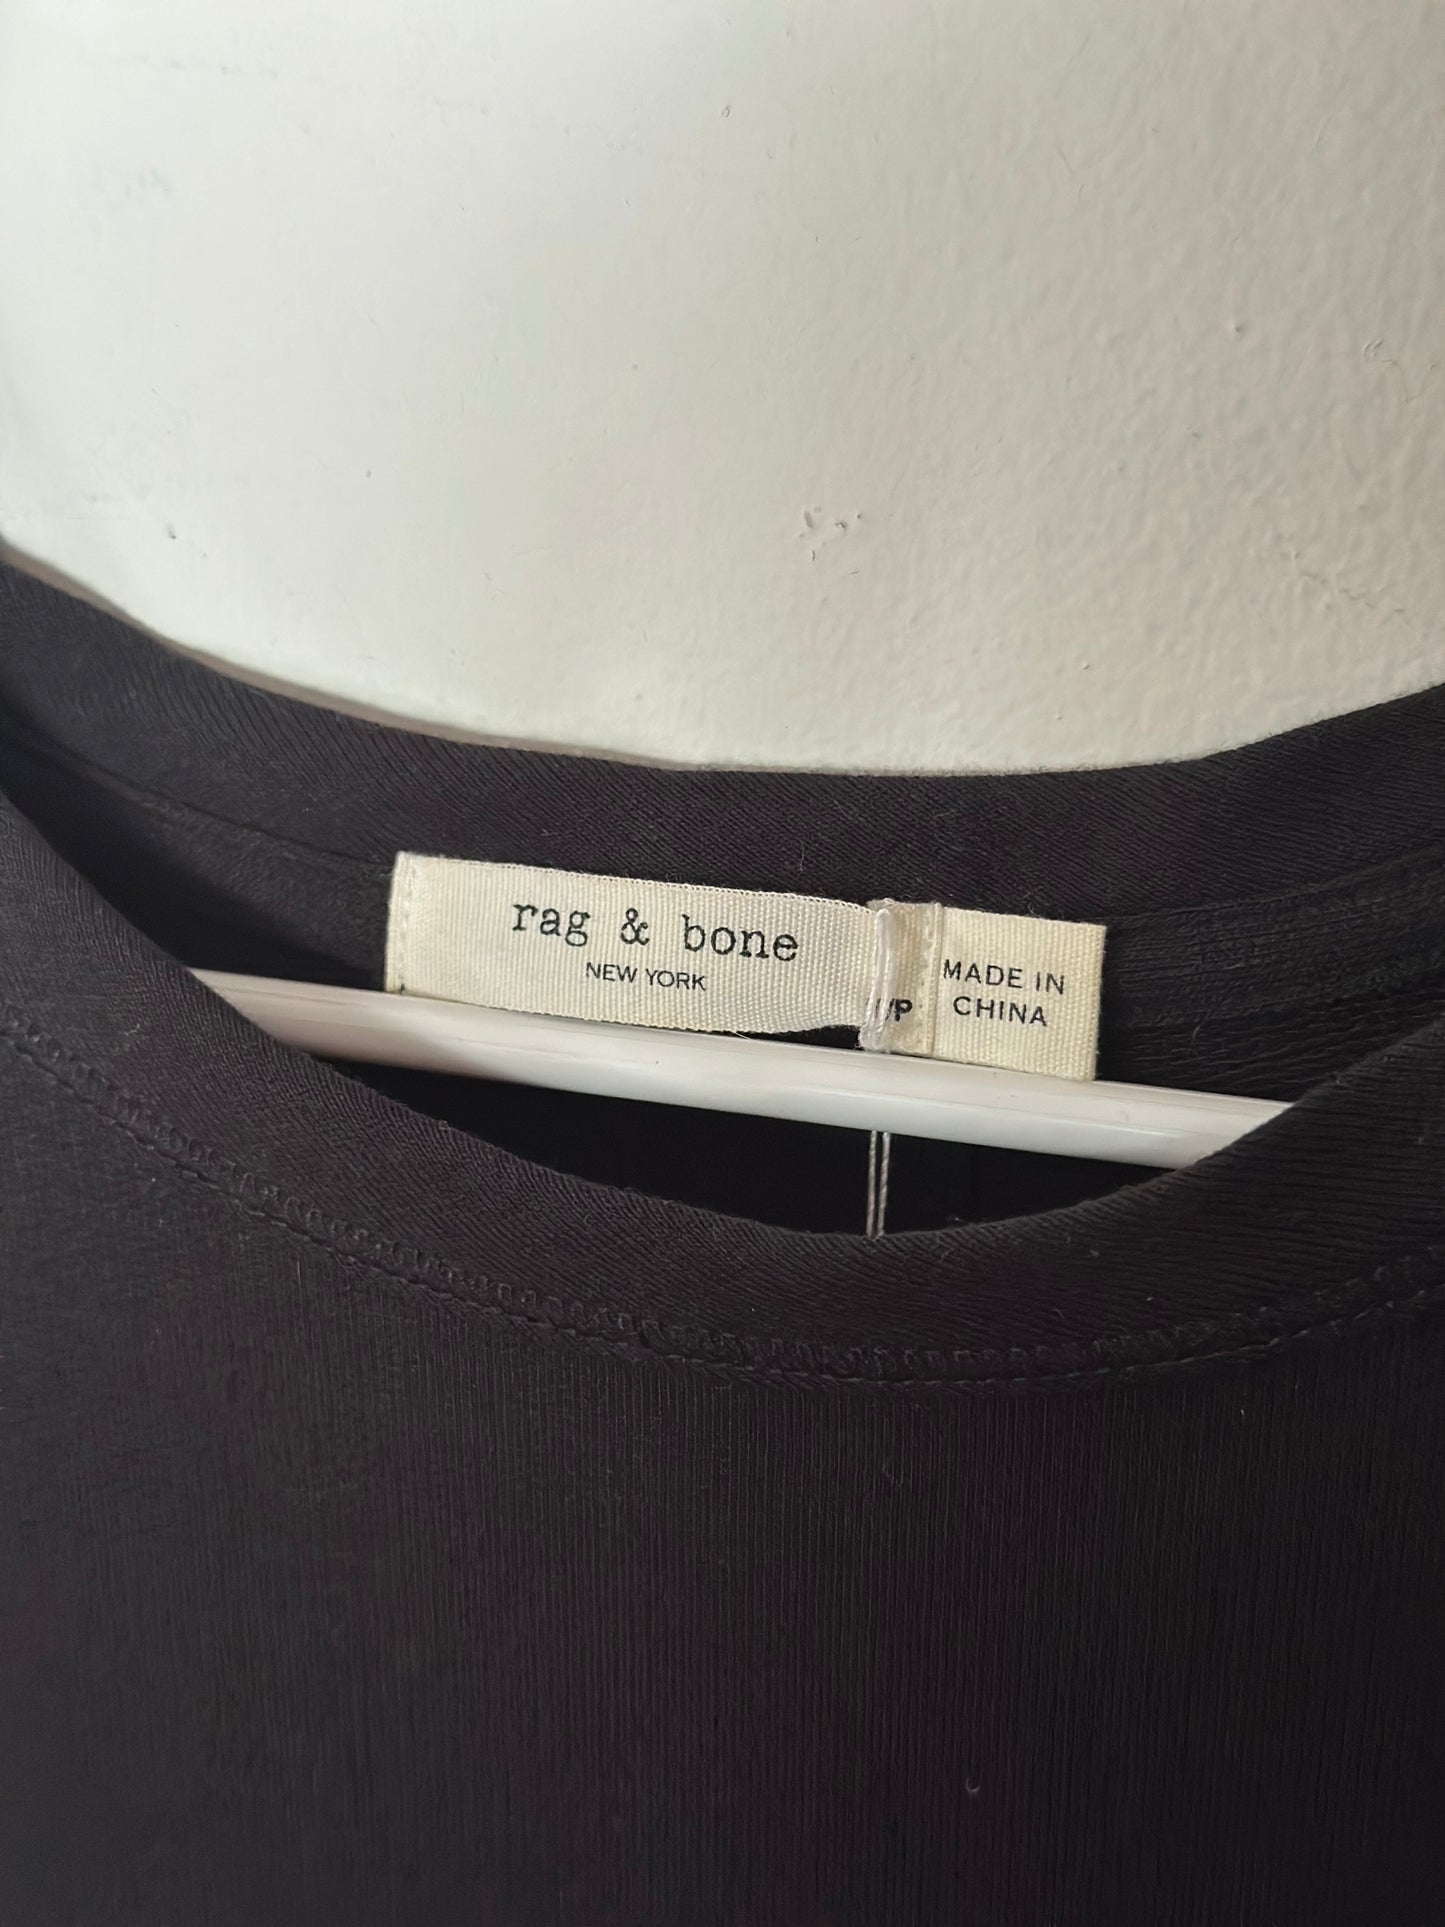 rag & bone
NEW YORK
/P
MADE IN
CHINA